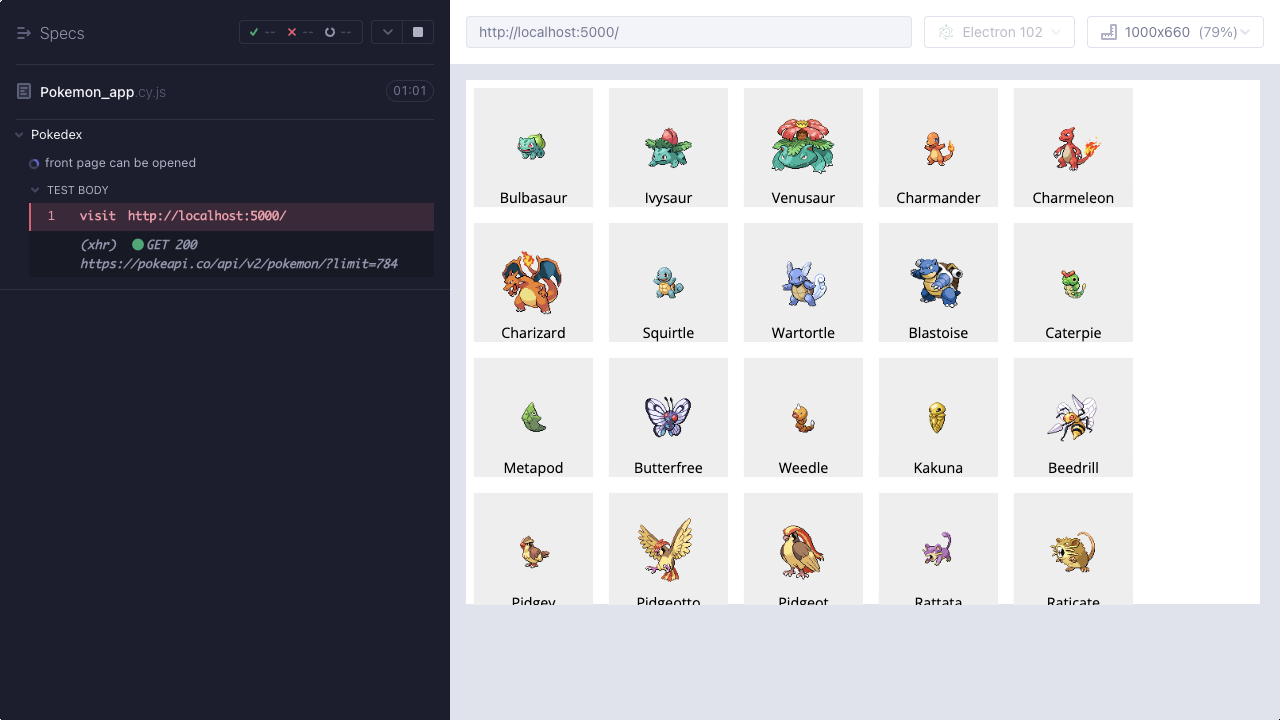 Specs
-- -- --
Pokemon_app.cy.js
01:01
Pokedex
front page can be opened
TEST BODY
1 visit http://localhost:5000/
(xhr) GET 200
https://pokeapi.co/api/v2/pokemon/?limit=784
http://localhost:5000/
Electron 102
1000x660 (79%)
Bulbasaur Ivysaur Venusaur Charmander Charmeleon
Charizard Squirtle Wartortle Blastoise Caterpie
Metapod Butterfree Weedle Kakuna Beedrill
Pidgey Pidgeotto Pidgeot Rattata Raticate